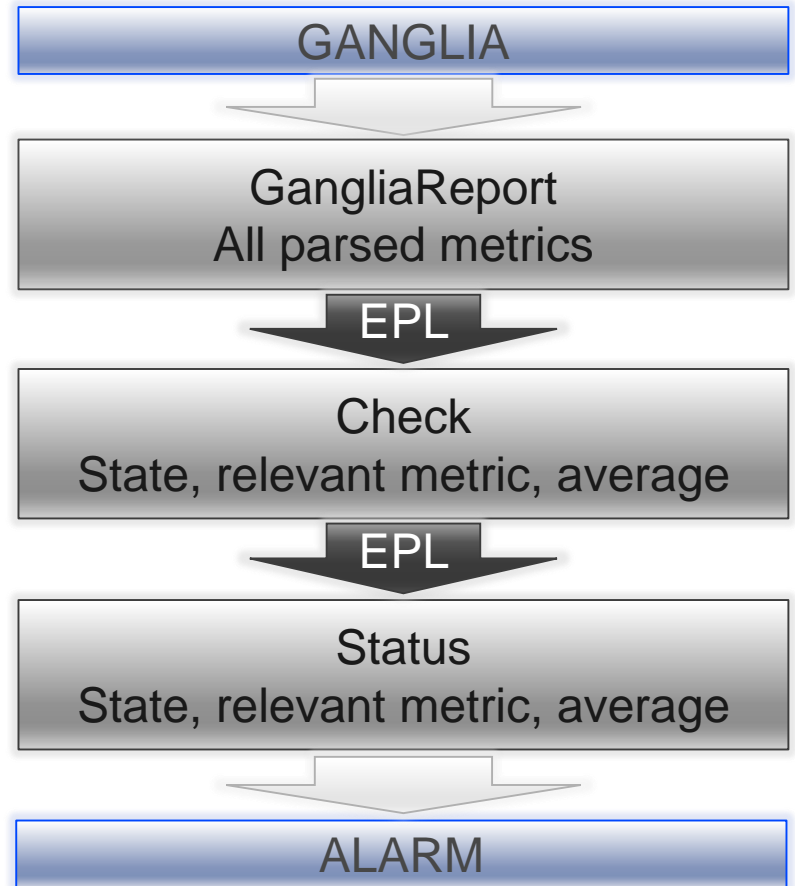 GANGLIA
GangliaReport
All parsed metrics
EPL
Check
State, relevant metric, average
EPL
Status
State, relevant metric, average
ALARM